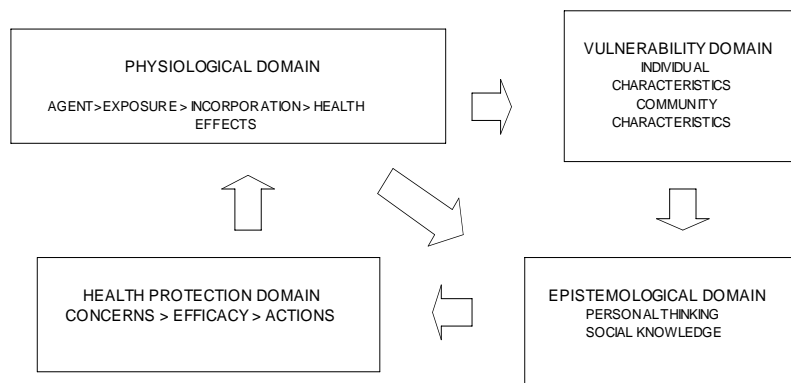 PHYSIOLOGICAL DOMAIN
AGENT>EXPOSURE > INCORPORATION> HEALTH
EFFECTS
VULNERABILITY DOMAIN
INDIVIDUAL
CHARACTERISTICS
COMMUNITY
CHARACTERISTICS
HEALTH PROTECTION DOMAIN
CONCERNS > EFFICACY > ACTIONS
EPISTEMOLOGICAL DOMAIN
PERSONAL THINKING
SOCIAL KNOWLEDGE